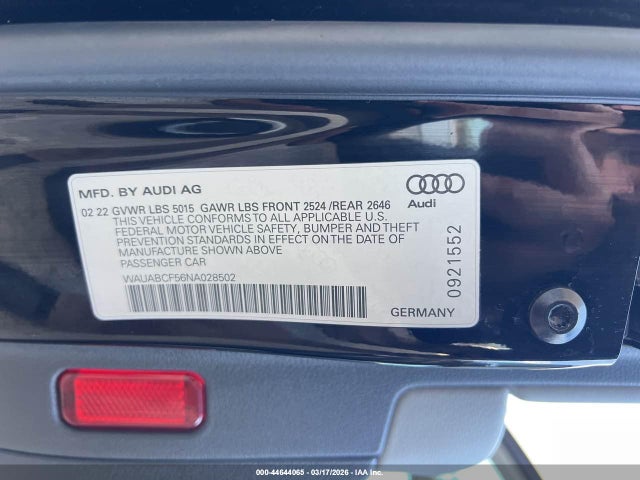 MFD. BY AUDI AG
02 22 GVWR LBS 5015 GAWR LBS FRONT 2524 /REAR 2646
THIS VEHICLE CONFORMS TO ALL APPLICABLE U.S.
FEDERAL MOTOR VEHICLE SAFETY, BUMPER AND THEFT
PREVENTION STANDARDS IN EFFECT ON THE DATE OF
MANUFACTURE SHOWN ABOVE
PASSENGER CAR
WAUABCF56NA028502
Audi
0921552
GERMANY
000-44644065 - 03/17/2026 - COPART.COM